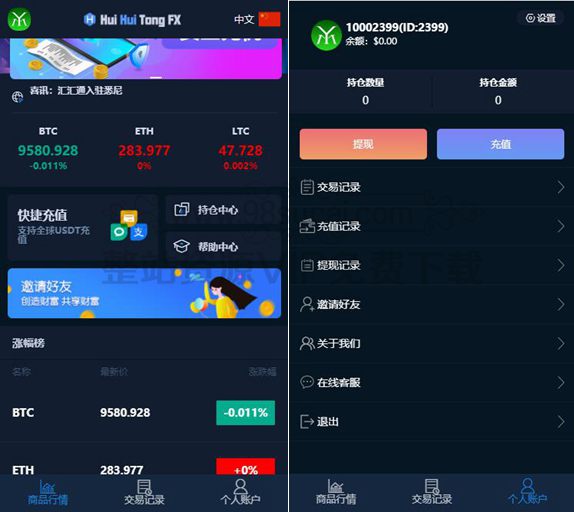 Hui Hui Tong FX
中文
喜讯：汇汇通入驻悉尼
BTC
ETH
LTC
9580.928
283.977
47.728
-0.011%
0%
0.002%
快捷充值
支持全球USDT充值
支
持仓中心
帮助中心
邀请好友
创造财富 共享财富
涨幅榜
名称
最新价
涨跌幅
BTC
9580.928
-0.011%
ETH
283.977
+0%
商品行情
交易记录
个人账户
10002399(ID:2399)
余额：$0.00
设置
持仓数量
持仓金额
0
0
提现
充值
交易记录
充值记录
提现记录
邀请好友
关于我们
在线客服
退出
商品行情
交易记录
个人账户